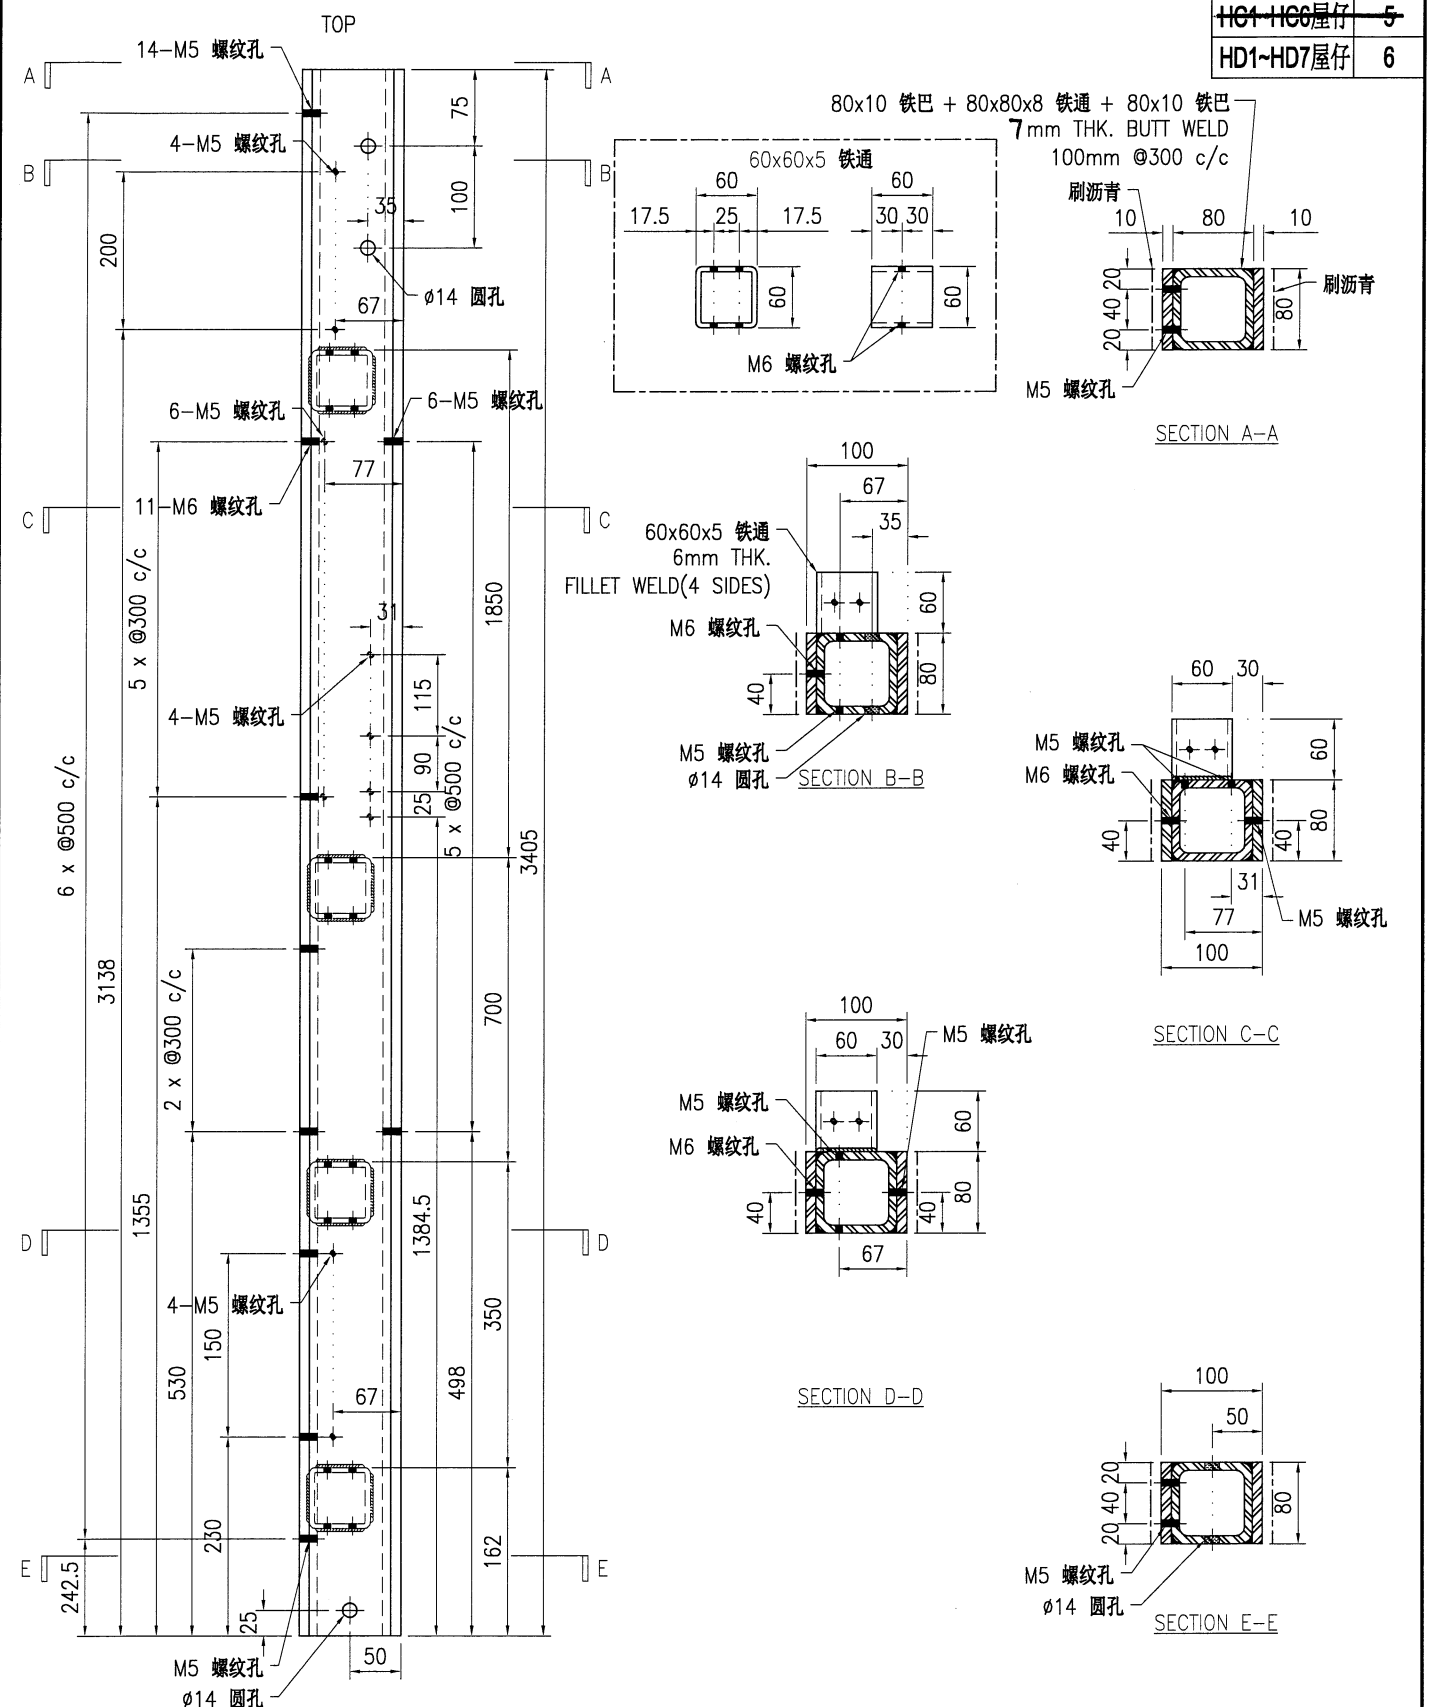 HC1~HC6屋仔 5
HD1~HD7屋仔 6
TOP
14-M5 螺纹孔
A
A
4-M5 螺纹孔
B
B
75
100
35
200
ø14 圆孔
67
6-M5 螺纹孔
6-M5 螺纹孔
77
11-M6 螺纹孔
C
C
5 x @300 c/c
1850
31
4-M5 螺纹孔
115
90
25
5 x @500 c/c
6 x @500 c/c
3405
3138
2 x @300 c/c
700
1355
1384.5
D
D
4-M5 螺纹孔
150
350
530
498
67
230
162
E
E
242.5
25
50
M5 螺纹孔
ø14 圆孔
60x60x5 铁通
60
60
17.5
25
17.5
30
30
60
60
M6 螺纹孔
80x10 铁巴 + 80x80x8 铁通 + 80x10 铁巴
7mm THK. BUTT WELD
100mm @300 c/c
刷沥青
10
80
10
20
40
20
80
刷沥青
M5 螺纹孔
SECTION A-A
100
67
35
60x60x5 铁通
6mm THK.
FILLET WELD(4 SIDES)
60
M6 螺纹孔
40
80
M5 螺纹孔
ø14 圆孔
SECTION B-B
60
30
M5 螺纹孔
M6 螺纹孔
60
40
40
80
31
77
M5 螺纹孔
100
SECTION C-C
100
60
30
M5 螺纹孔
M5 螺纹孔
M6 螺纹孔
60
40
40
80
67
SECTION D-D
100
50
20
40
20
80
M5 螺纹孔
ø14 圆孔
SECTION E-E